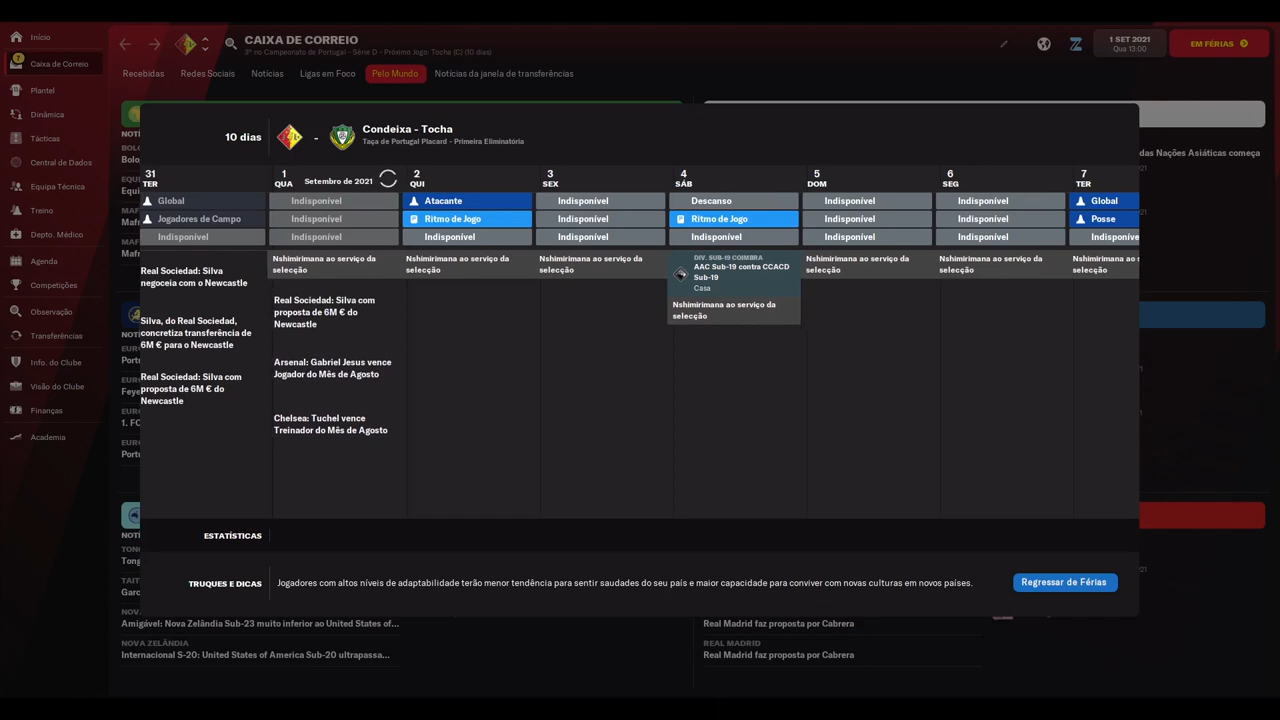 Início
CAIXA DE CORREIO
3º no Campeonato de Portugal - Série D - Próximo Jogo: Tocha (C) (10 dias)
1 SET 2021
Qua 13:00
EM FÉRIAS
7
Caixa de Correio
Recebidas
Redes Sociais
Notícias
Ligas em Foco
Pelo Mundo
Notícias da janela de transferências
Plantel
Dinâmica
Tácticas
Central de Dados
Equipa Técnica
Treino
Depto. Médico
Agenda
Competições
Observação
Transferências
Info. do Clube
Visão do Clube
Finanças
Academia
10 dias
-
Condeixa - Tocha
Taça de Portugal Placard - Primeira Eliminatória
31
TER
1
QUA
Setembro de 2021
2
QUI
3
SEX
4
SÁB
5
DOM
6
SEG
7
TER
Global
Indisponível
Atacante
Indisponível
Descanso
Indisponível
Indisponível
Global
Jogadores de Campo
Indisponível
Ritmo de Jogo
Indisponível
Ritmo de Jogo
Indisponível
Indisponível
Posse
Indisponível
Indisponível
Indisponível
Indisponível
Indisponível
Indisponível
Indisponível
Indisponíve
Real Sociedad: Silva
negoceia com o Newcastle
Silva, do Real Sociedad,
concretiza transferência de
6M € para o Newcastle
Real Sociedad: Silva com
proposta de 6M € do
Newcastle
Nshimirimana ao serviço da
selecção
Real Sociedad: Silva com
proposta de 6M € do
Newcastle
Arsenal: Gabriel Jesus vence
Jogador do Mês de Agosto
Chelsea: Tuchel vence
Treinador do Mês de Agosto
Nshimirimana ao serviço da
selecção
Nshimirimana ao serviço da
selecção
DIV. SUB-19 COIMBRA
AAC Sub-19 contra CCACD
Sub-19
Casa
Nshimirimana ao serviço da
selecção
Nshimirimana ao serviço da
selecção
Nshimirimana ao serviço da
selecção
Nshimirimana ao s
selecção
ESTATÍSTICAS
TRUQUES E DICAS
Jogadores com altos níveis de adaptabilidade terão menor tendência para sentir saudades do seu país e maior capacidade para conviver com novas culturas em novos países.
Regressar de Férias
das Nações Asiáticas começa
Amigável: Nova Zelândia Sub-23 muito inferior ao United States of...
NOVA ZELÂNDIA
Internacional S-20: United States of America Sub-20 ultrapassa...
Real Madrid faz proposta por Cabrera
REAL MADRID
Real Madrid faz proposta por Cabrera